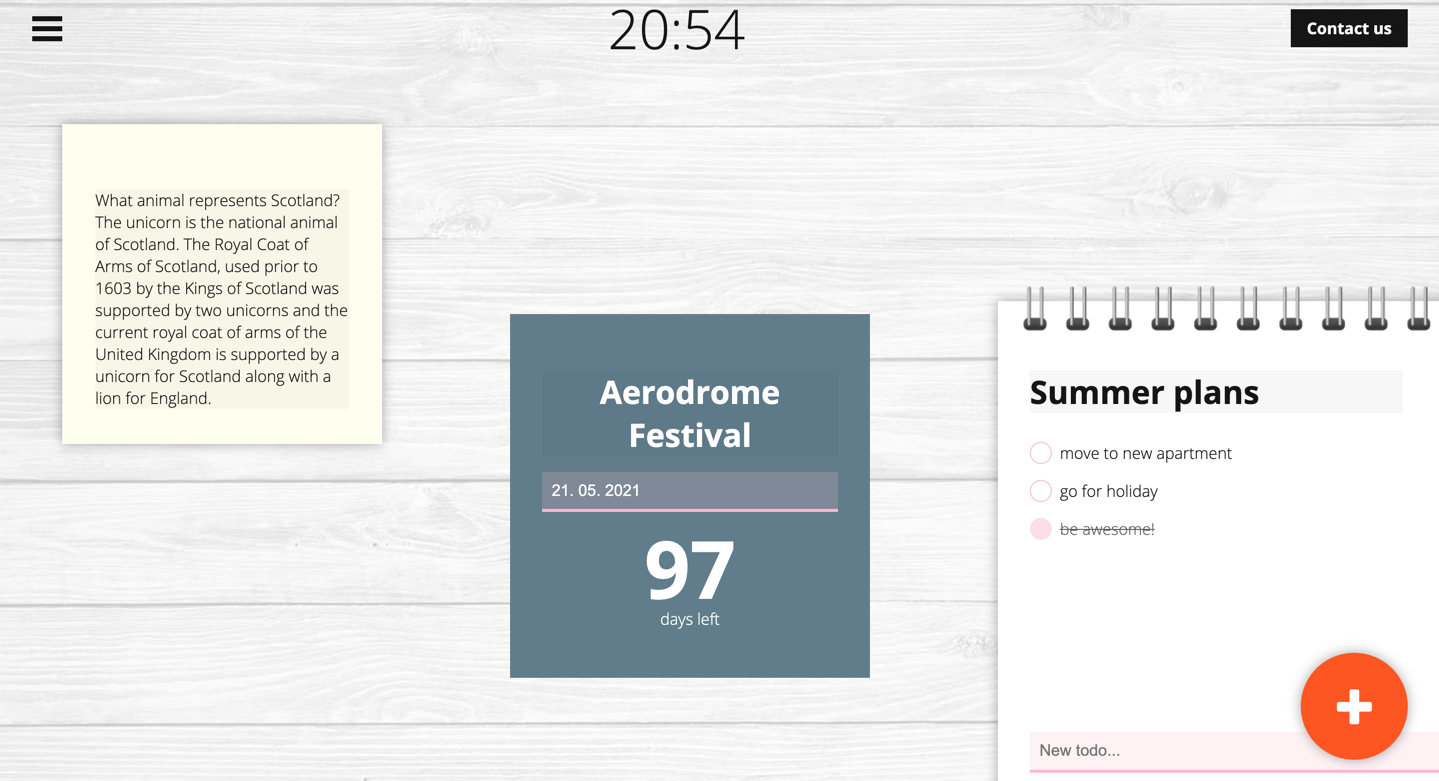 20:54
Contact us
What animal represents Scotland?
The unicorn is the national animal
of Scotland. The Royal Coat of
Arms of Scotland, used prior to
1603 by the Kings of Scotland was
supported by two unicorns and the
current royal coat of arms of the
United Kingdom is supported by a
unicorn for Scotland along with a
lion for England.
Aerodrome
Festival
21. 05. 2021
97
days left
Summer plans
move to new apartment
go for holiday
be awesome!
New todo...